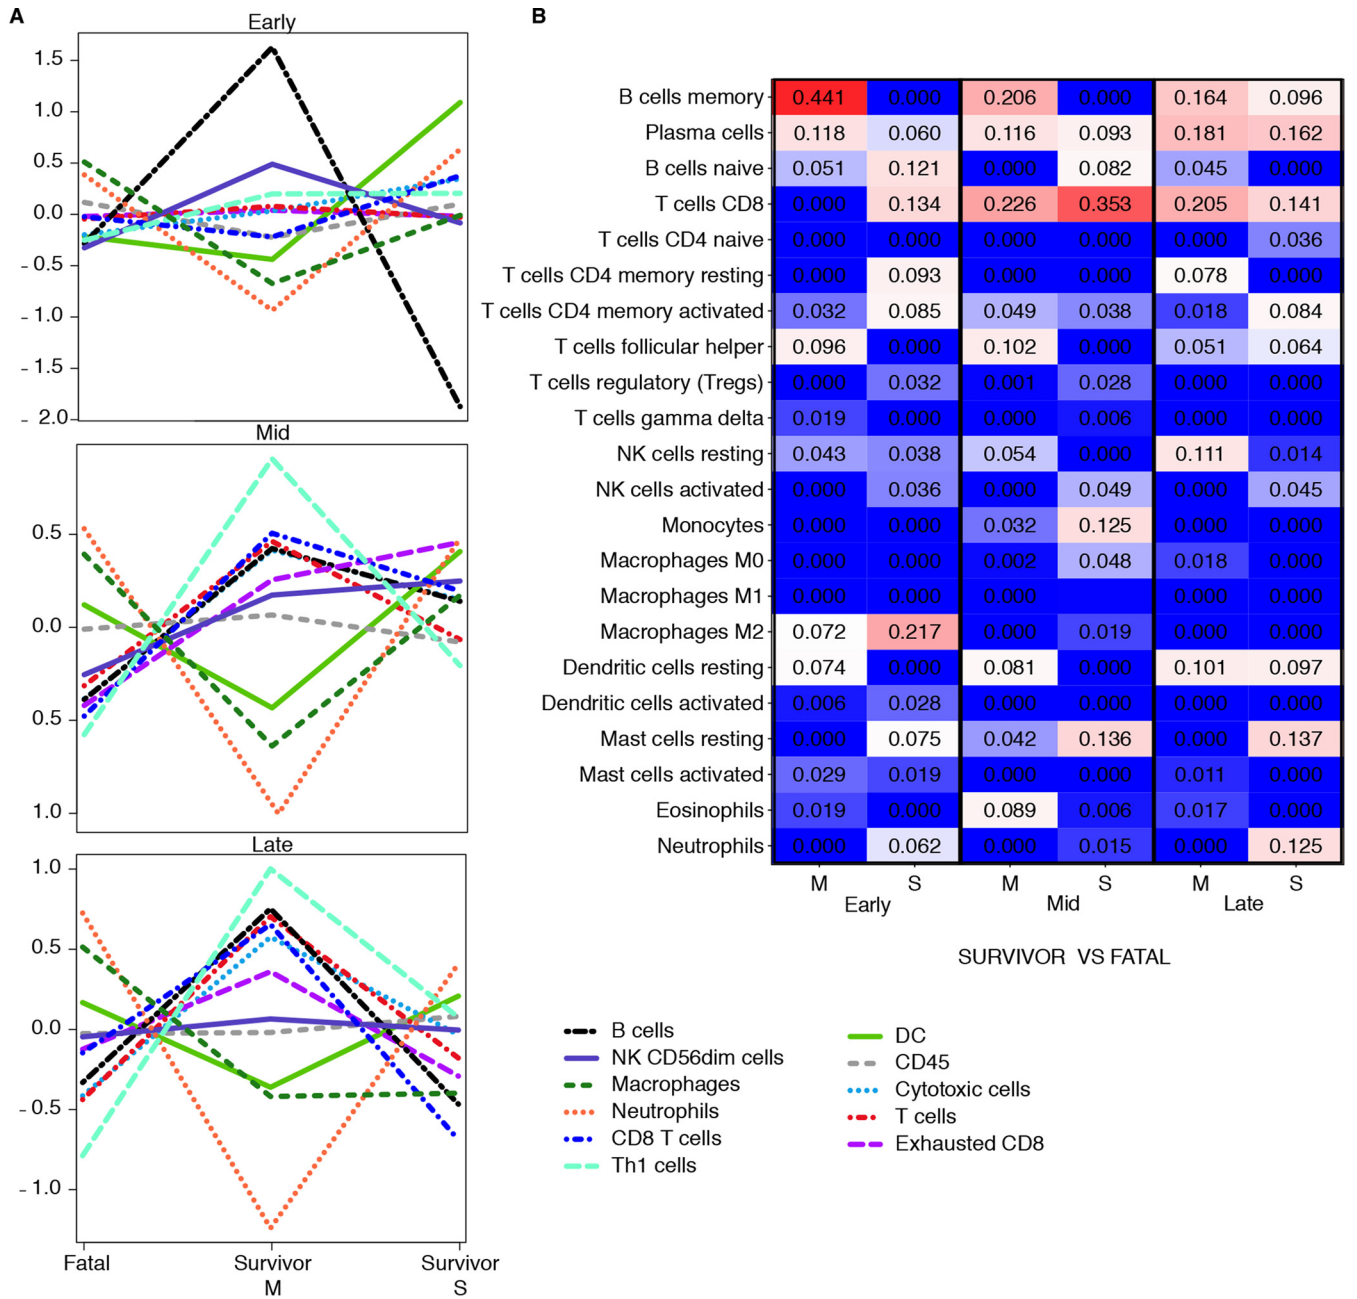 A
Early
1.5
1.0
0.5
0.0
- 0.5
- 1.0
- 1.5
- 2.0
Mid
0.5
0.0
0.5
1.0
Late
1.0
0.5
0.0
- 0.5
- 1.0
Fatal Survivor Survivor
M S
B
B cells memory 0.441 0.000 0.206 0.000 0.164 0.096
Plasma cells 0.118 0.060 0.116 0.093 0.181 0.162
B cells naive 0.051 0.121 0.000 0.082 0.045 0.000
T cells CD8 0.000 0.134 0.226 0.353 0.205 0.141
T cells CD4 naive 0.000 0.000 0.000 0.000 0.000 0.036
T cells CD4 memory resting 0.000 0.093 0.000 0.000 0.078 0.000
T cells CD4 memory activated 0.032 0.085 0.049 0.038 0.018 0.084
T cells follicular helper 0.096 0.000 0.102 0.000 0.051 0.064
T cells regulatory (Tregs) 0.000 0.032 0.001 0.028 0.000 0.000
T cells gamma delta 0.019 0.000 0.000 0.006 0.000 0.000
NK cells resting 0.043 0.038 0.054 0.000 0.111 0.014
NK cells activated 0.000 0.036 0.000 0.049 0.000 0.045
Monocytes 0.000 0.000 0.032 0.125 0.000 0.000
Macrophages M0 0.000 0.000 0.002 0.048 0.018 0.000
Macrophages M1 0.000 0.000 0.000 0.000 0.000
Macrophages M2 0.072 0.217 0.000 0.019 0.000 0.000
Dendritic cells resting 0.074 0.000 0.081 0.000 0.101 0.097
Dendritic cells activated 0.006 0.028 0.000 0.000 0.000 0.000
Mast cells resting 0.000 0.075 0.042 0.136 0.000 0.137
Mast cells activated 0.029 0.019 0.000 0.000 0.011 0.000
Eosinophils 0.019 0.000 0.089 0.006 0.017 0.000
Neutrophils 0.000 0.062 0.000 0.015 0.000 0.125
M S M S M S
Early Mid Late
SURVIVOR VS FATAL
B cells
NK CD56dim cells
Macrophages
Neutrophils
CD8 T cells
Th1 cells
DC
CD45
Cytotoxic cells
T cells
Exhausted CD8